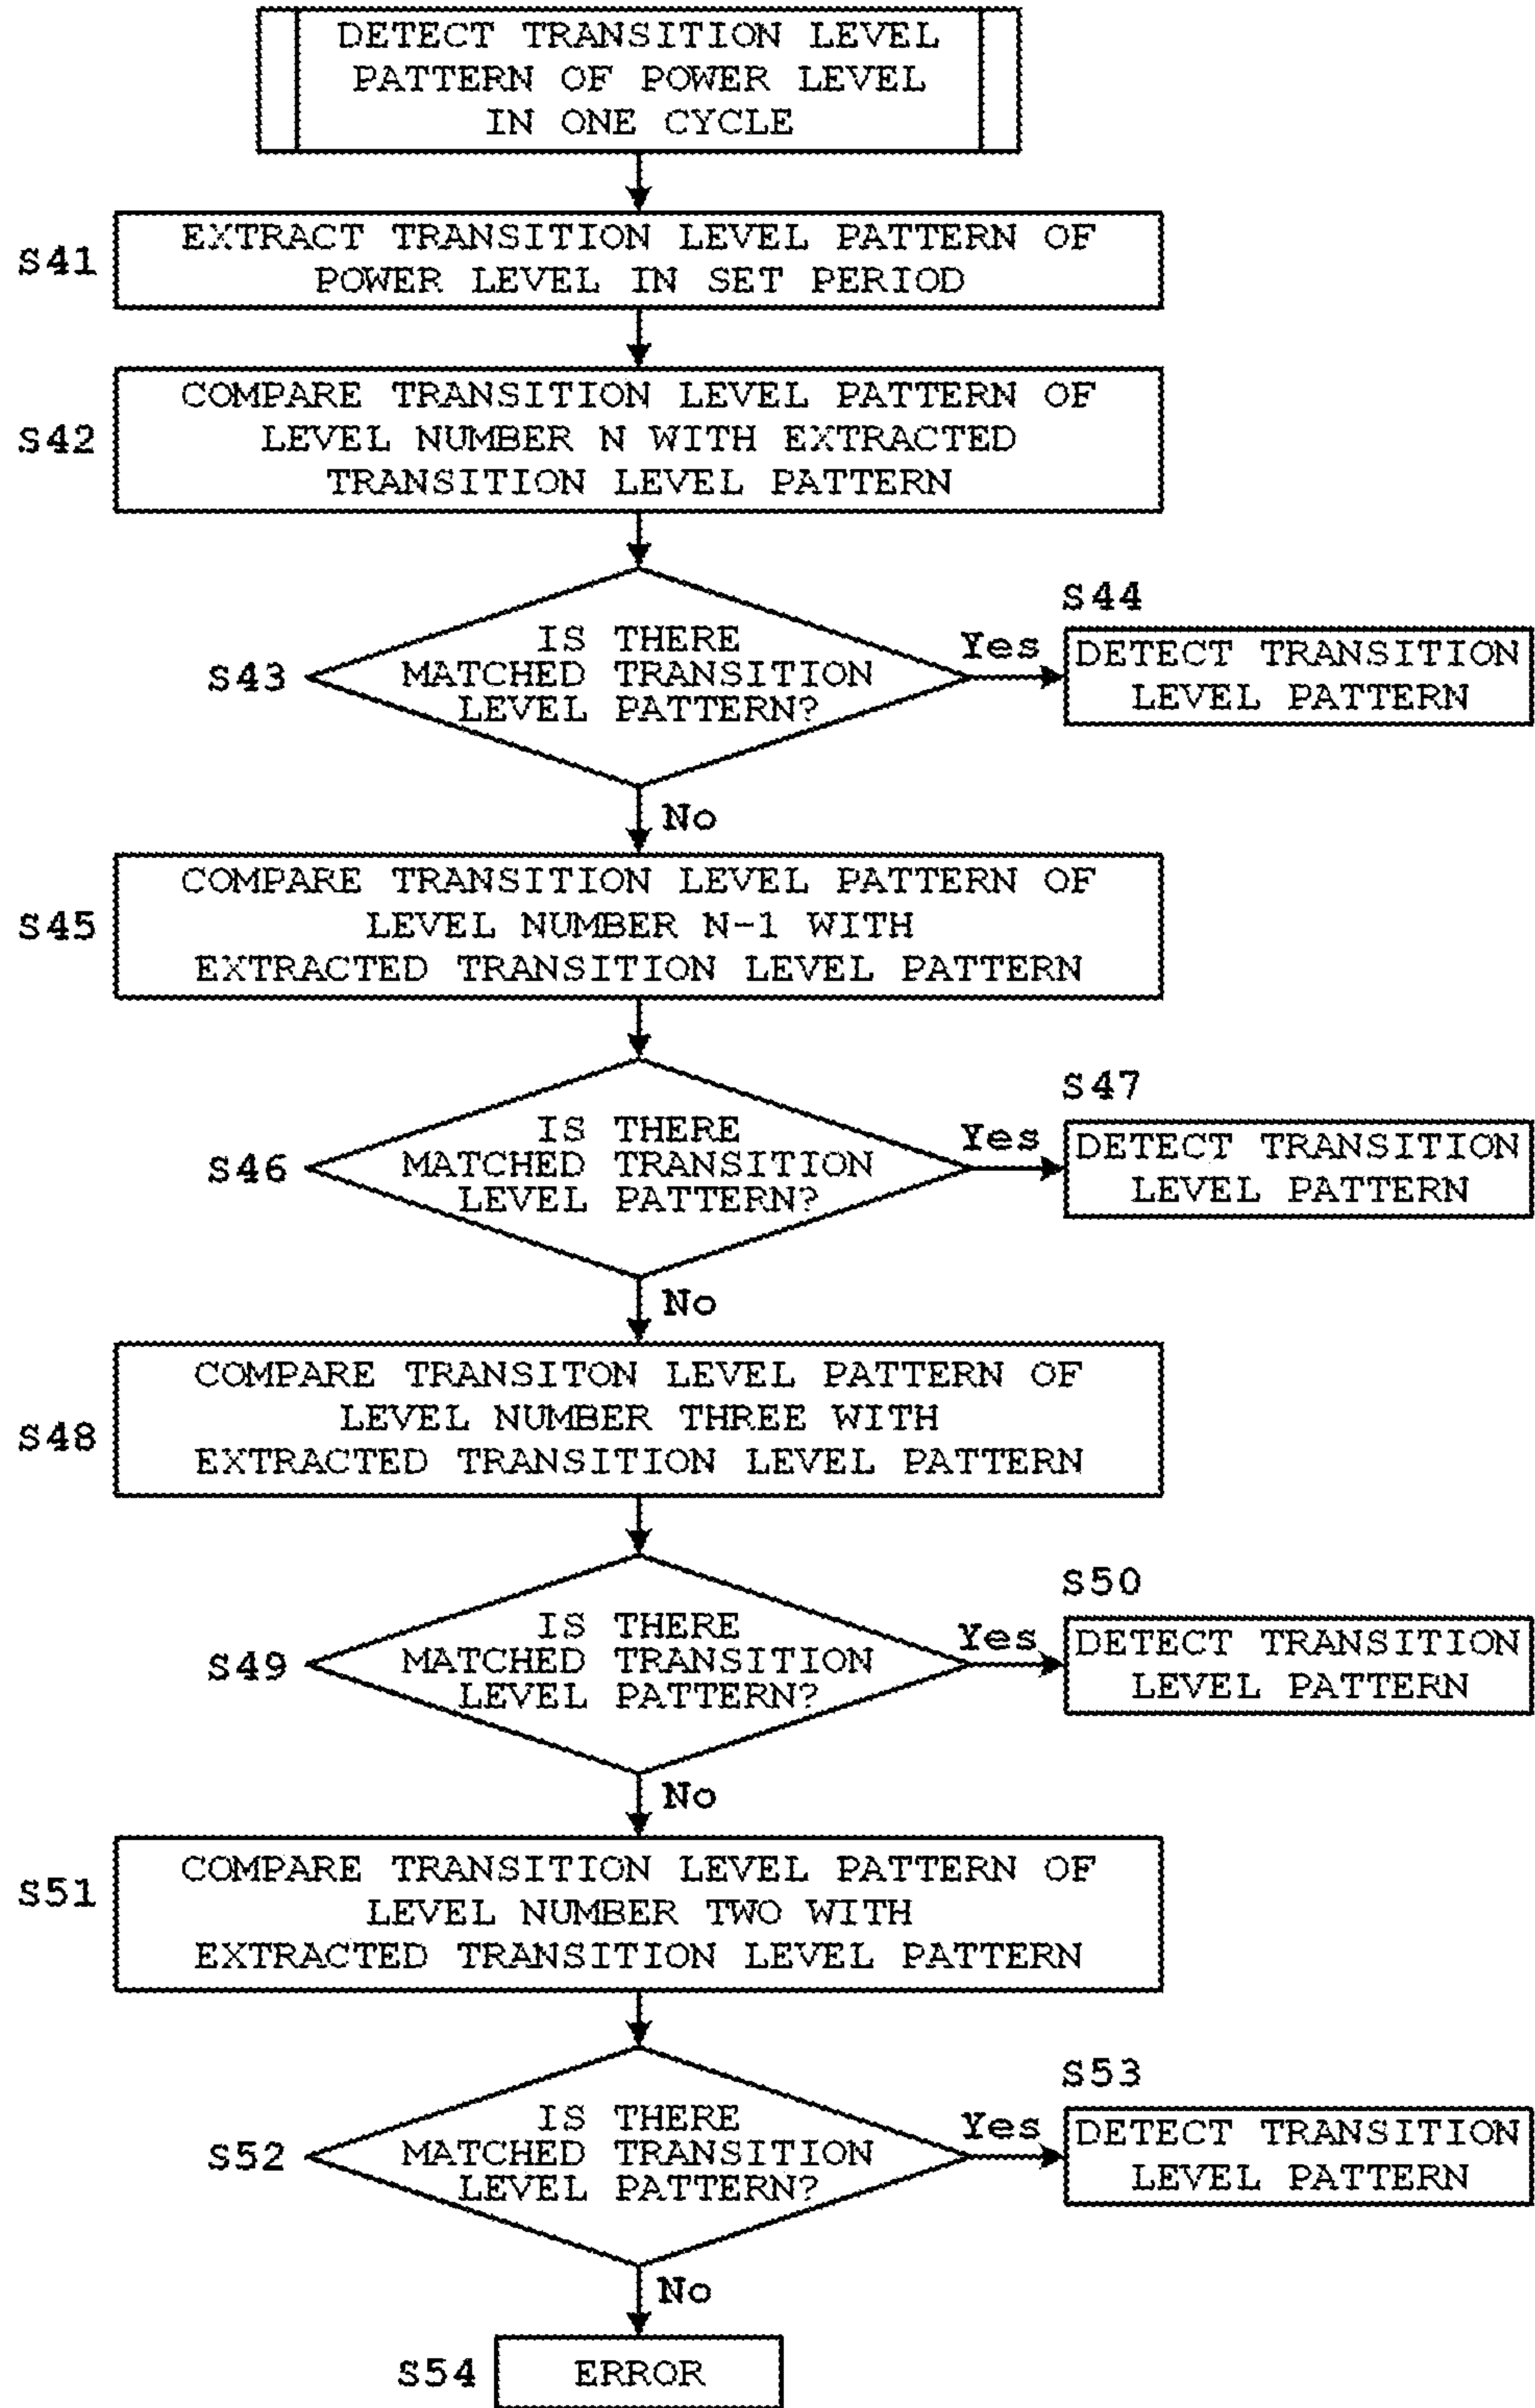 DETECT TRANSITION LEVEL
PATTERN OF POWER LEVEL
IN ONE CYCLE
S41
EXTRACT TRANSITION LEVEL PATTERN OF
POWER LEVEL IN SET PERIOD
S42
COMPARE TRANSITION LEVEL PATTERN OF
LEVEL NUMBER N WITH EXTRACTED
TRANSITION LEVEL PATTERN
S43
IS THERE
MATCHED TRANSITION
LEVEL PATTERN?
Yes
S44
DETECT TRANSITION
LEVEL PATTERN
No
S45
COMPARE TRANSITION LEVEL PATTERN OF
LEVEL NUMBER N-1 WITH
EXTRACTED TRANSITION LEVEL PATTERN
S46
IS THERE
MATCHED TRANSITION
LEVEL PATTERN?
Yes
S47
DETECT TRANSITION
LEVEL PATTERN
No
S48
COMPARE TRANSITON LEVEL PATTERN OF
LEVEL NUMBER THREE WITH
EXTRACTED TRANSITION LEVEL PATTERN
S49
IS THERE
MATCHED TRANSITION
LEVEL PATTERN?
Yes
S50
DETECT TRANSITION
LEVEL PATTERN
No
S51
COMPARE TRANSITION LEVEL PATTERN OF
LEVEL NUMBER TWO WITH
EXTRACTED TRANSITION LEVEL PATTERN
S52
IS THERE
MATCHED TRANSITION
LEVEL PATTERN?
Yes
S53
DETECT TRANSITION
LEVEL PATTERN
No
S54
ERROR